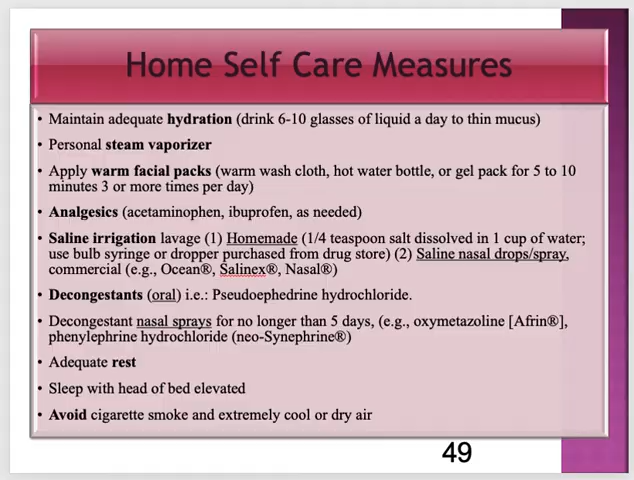 Home Self Care Measures
• Maintain adequate hydration (drink 6-10 glasses of liquid a day to thin mucus)
• Personal steam vaporizer
• Apply warm facial packs (warm wash cloth, hot water bottle, or gel pack for 5 to 10
minutes 3 or more times per day)
• Analgesics (acetaminophen, ibuprofen, as needed)
• Saline irrigation lavage (1) Homemade (1/4 teaspoon salt dissolved in 1 cup of water;
use bulb syringe or dropper purchased from drug store) (2) Saline nasal drops/spray,
commercial (e.g., Ocean®, Salinex®, Nasal®)
• Decongestants (oral) i.e.: Pseudoephedrine hydrochloride.
• Decongestant nasal sprays for no longer than 5 days, (e.g., oxymetazoline [Afrin®],
phenylephrine hydrochloride (neo-Synephrine®)
• Adequate rest
• Sleep with head of bed elevated
• Avoid cigarette smoke and extremely cool or dry air
49